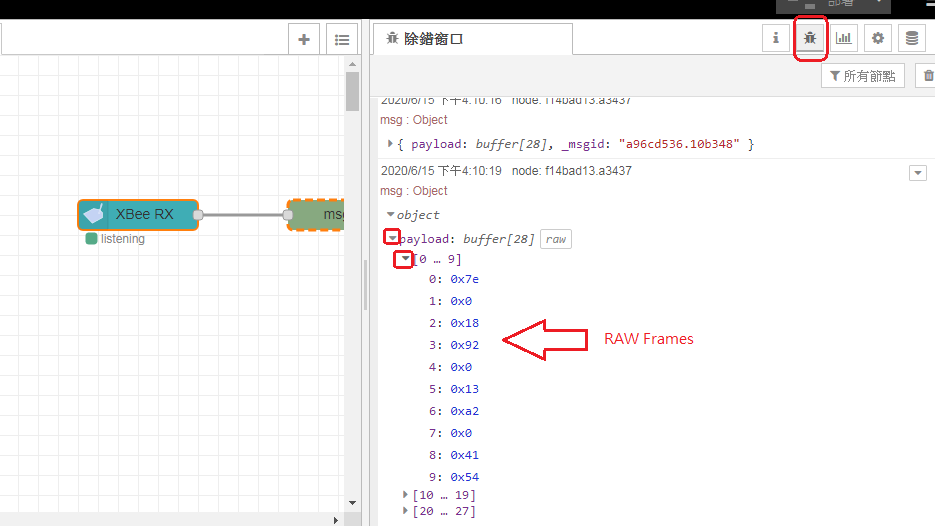 部署
除錯窗口
所有節點
2020/6/15 下午4:10:16 node: f14bad13.a3437
msg : Object
{ payload: buffer[28], _msgid: "a96cd536.10b348" }
2020/6/15 下午4:10:19 node: f14bad13.a3437
msg : Object
object
payload: buffer[28] raw
[0 … 9]
0: 0x7e
1: 0x0
2: 0x18
3: 0x92
4: 0x0
5: 0x13
6: 0xa2
7: 0x0
8: 0x41
9: 0x54
[10 … 19]
[20 … 27]
XBee RX
listening
msg
RAW Frames